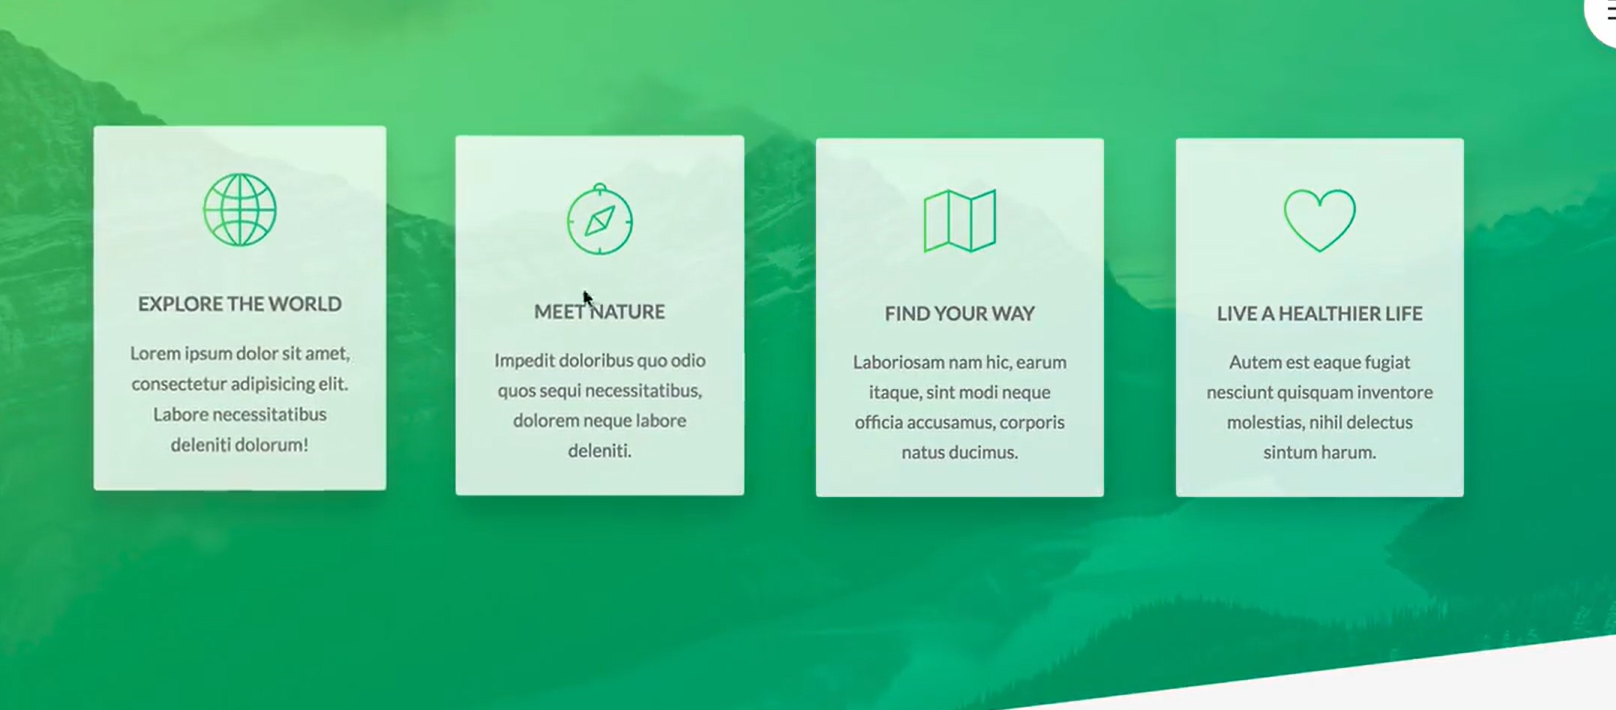 EXPLORE THE WORLD
Lorem ipsum dolor sit amet,
consectetur adipisicing elit.
Labore necessitatibus
deleniti dolorum!
MEET NATURE
Impedit doloribus quo odio
quos sequi necessitatibus,
dolorem neque labore
deleniti.
FIND YOUR WAY
Laboriosam nam hic, earum
itaque, sint modi neque
officia accusamus, corporis
natus ducimus.
LIVE A HEALTHIER LIFE
Autem est eaque fugiat
nesciunt quisquam inventore
molestias, nihil delectus
sintum harum.